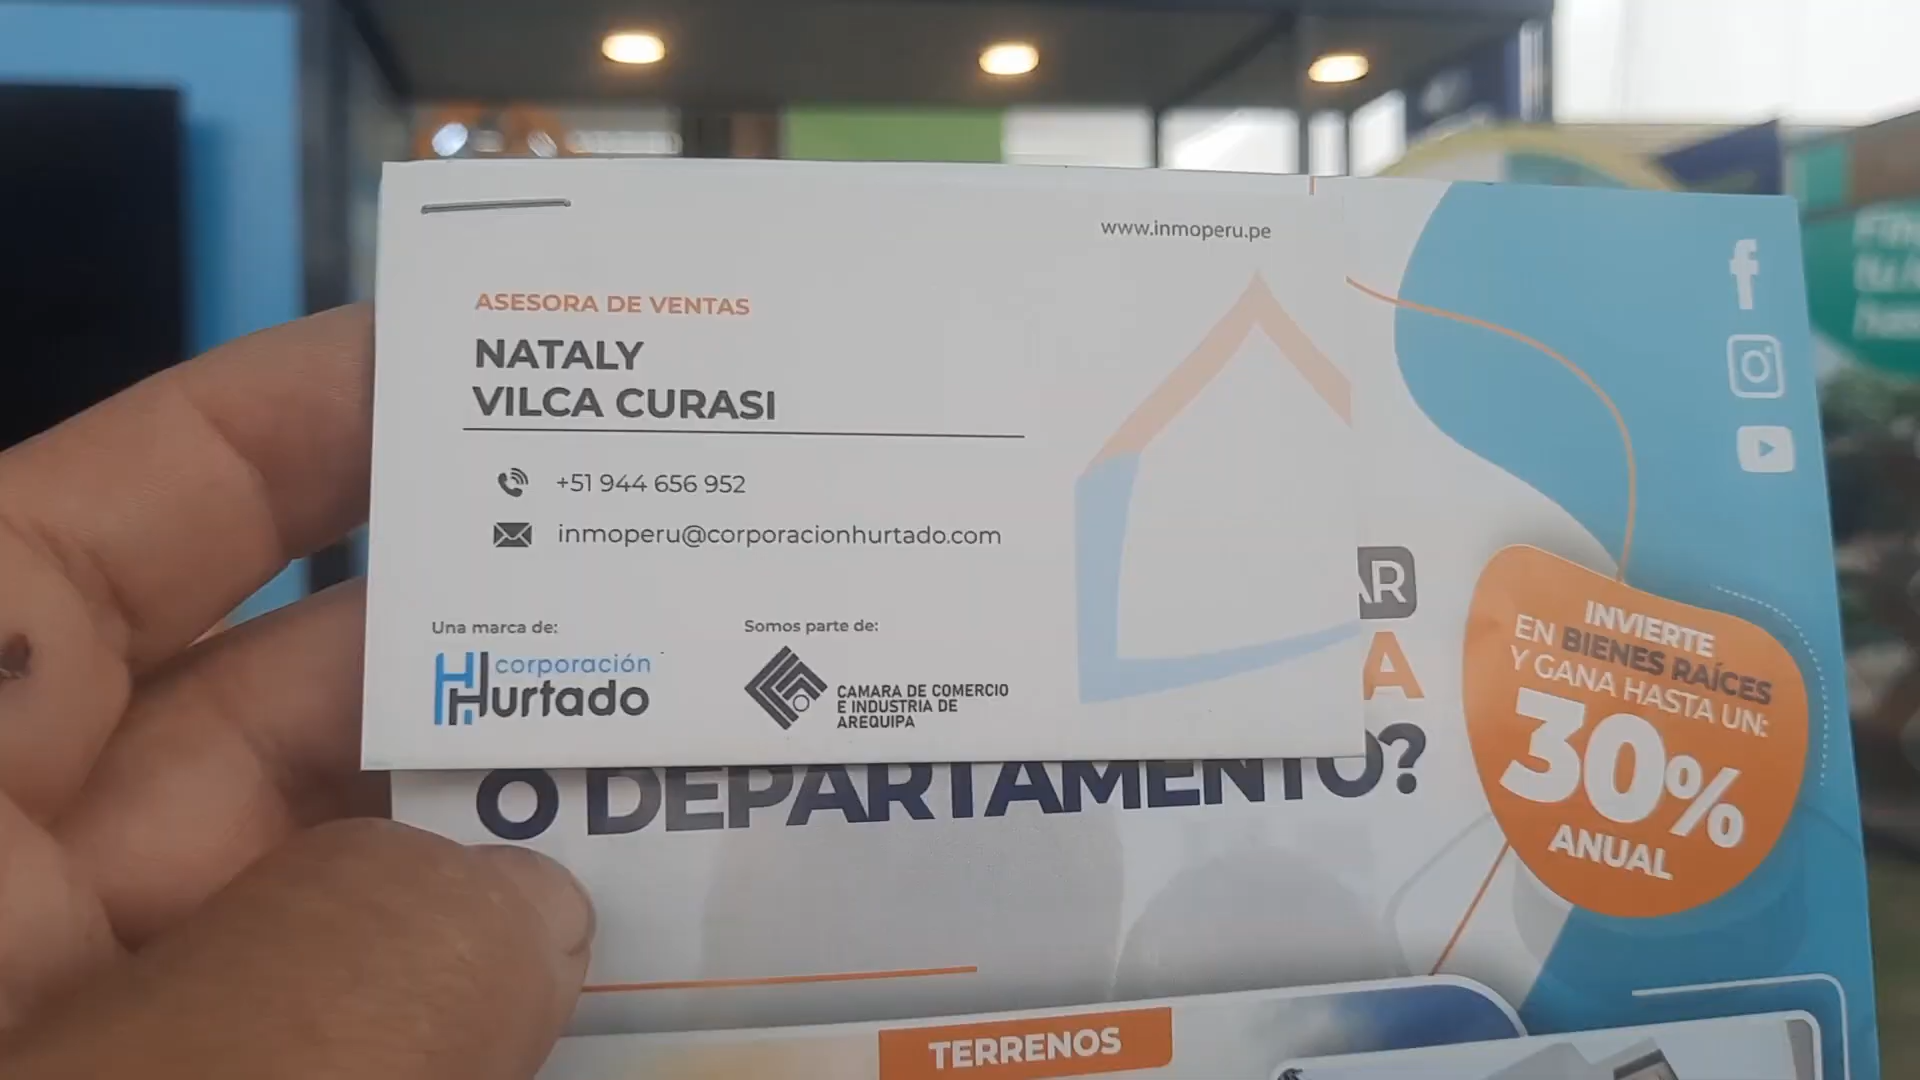 www.inmoperu.pe
ASESORA DE VENTAS
NATALY
VILCA CURASI
+51 944 656 952
inmoperu@corporacionhurtado.com
Una marca de:
corporación
Hurtado
Somos parte de:
CAMARA DE COMERCIO
E INDUSTRIA DE
AREQUIPA
AR
A
O DEPARTAMENTO?
INVIERTE
EN BIENES RAÍCES
Y GANA HASTA UN:
30%
ANUAL
TERRENOS